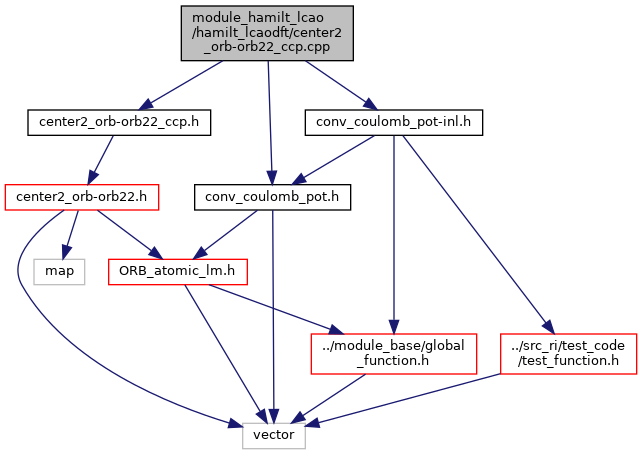 module_hamilt_lcao
/hamilt_lcaodft/center2
_orb-orb22_ccp.cpp
center2_orb-orb22_ccp.h
conv_coulomb_pot-inl.h
center2_orb-orb22.h
conv_coulomb_pot.h
map
ORB_atomic_lm.h
../module_base/global
_function.h
../src_ri/test_code
/test_function.h
vector